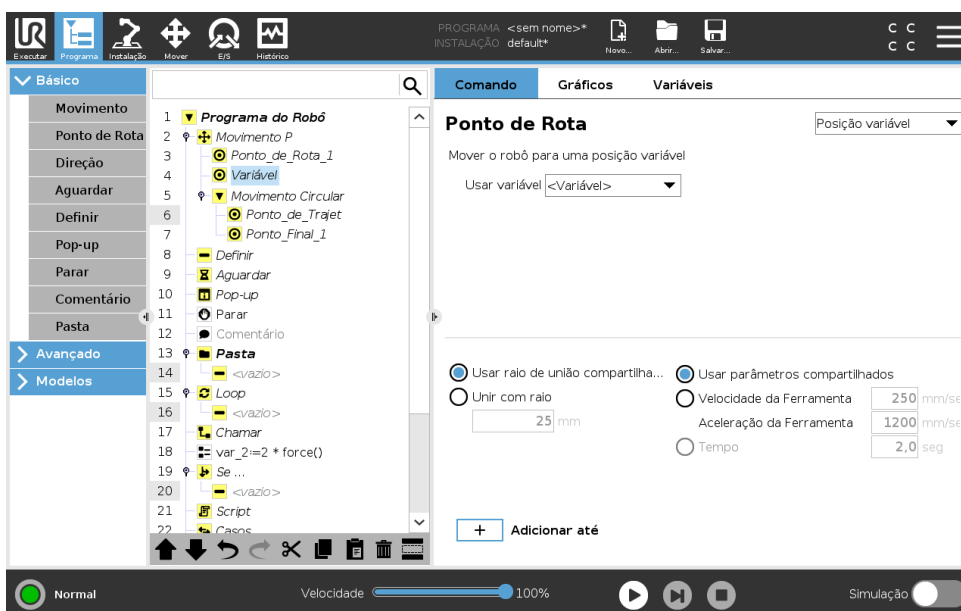 PROGRAMA <sem nome>*
INSTALAÇÃO default*
Executar
Programa
Instalação
Mover
E/S
Histórico
Novo...
Abrir...
Salvar...
C C
C C
Básico
Movimento
Ponto de Rota
Direção
Aguardar
Definir
Pop-up
Parar
Comentário
Pasta
Avançado
Modelos
1 Programa do Robô
2 Movimento P
3 Ponto_de_Rota_1
4 Variável
5 Movimento Circular
6 Ponto_de_Trajet
7 Ponto_Final_1
8 Definir
9 Aguardar
10 Pop-up
11 Parar
12 Comentário
13 Pasta
14 <vazio>
15 Loop
16 <vazio>
17 Chamar
18 var_2:=2 * force()
19 Se ...
20 <vazio>
21 Script
22 Casos
Comando
Gráficos
Variáveis
Ponto de Rota
Posição variável
Mover o robô para uma posição variável
Usar variável <Variável>
Usar raio de união compartilha...
Unir com raio
25 mm
Usar parâmetros compartilhados
Velocidade da Ferramenta 250 mm/se
Aceleração da Ferramenta 1200 mm/se
Tempo 2,0 seg
+ Adicionar até
Normal
Velocidade 100%
Simulação